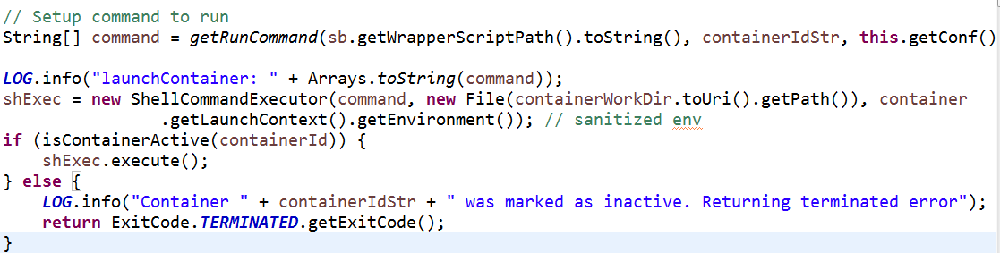 // Setup command to run
String[] command = getRunCommand(sb.getWrapperScriptPath().toString(), containerIdStr, this.getConf()
LOG.info("launchContainer: " + Arrays.toString(command));
shExec = new ShellCommandExecutor(command, new File(containerWorkDir.toUri().getPath()), container
.getLaunchContext().getEnvironment()); // sanitized env
if (isContainerActive(containerId)) {
shExec.execute();
} else {
LOG.info("Container " + containerIdStr + " was marked as inactive. Returning terminated error");
return ExitCode.TERMINATED.getExitCode();
}